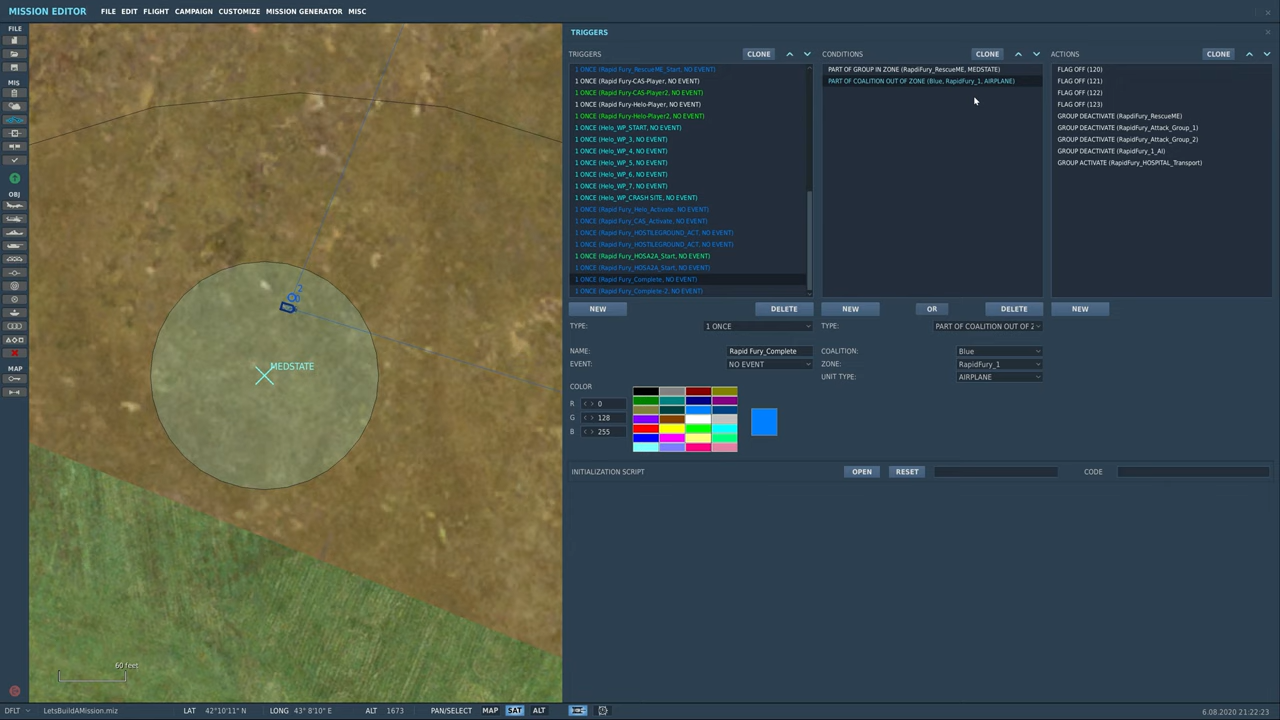 MISSION EDITOR FILE EDIT FLIGHT CAMPAIGN CUSTOMIZE MISSION GENERATOR MISC
FILE
MIS
OBJ
MAP
MEDSTATE
2
60 feet
TRIGGERS
TRIGGERS CLONE
1 ONCE (Rapid Fury_RescueME_Start, NO EVENT)
1 ONCE (Rapid Fury-CAS-Player, NO EVENT)
1 ONCE (Rapid Fury-CAS-Player2, NO EVENT)
1 ONCE (Rapid Fury-Helo-Player, NO EVENT)
1 ONCE (Rapid Fury-Helo-Player2, NO EVENT)
1 ONCE (Helo_WP_START, NO EVENT)
1 ONCE (Helo_WP_3, NO EVENT)
1 ONCE (Helo_WP_4, NO EVENT)
1 ONCE (Helo_WP_5, NO EVENT)
1 ONCE (Helo_WP_6, NO EVENT)
1 ONCE (Helo_WP_7, NO EVENT)
1 ONCE (Helo_WP_CRASH SITE, NO EVENT)
1 ONCE (Rapid Fury_Helo_Activate, NO EVENT)
1 ONCE (Rapid Fury_CAS_Activate, NO EVENT)
1 ONCE (Rapid Fury_HOSTILEGROUND_ACT, NO EVENT)
1 ONCE (Rapid Fury_HOSTILEGROUND_ACT, NO EVENT)
1 ONCE (Rapid Fury_HOSA2A_Start, NO EVENT)
1 ONCE (Rapid Fury_HOSA2A_Start, NO EVENT)
1 ONCE (Rapid Fury_Complete, NO EVENT)
1 ONCE (Rapid Fury_Complete-2, NO EVENT)
NEW DELETE
TYPE: 1 ONCE
NAME: Rapid Fury_Complete
EVENT: NO EVENT
COLOR
R < > 0
G < > 128
B < > 255
CONDITIONS CLONE
PART OF GROUP IN ZONE (RapdiFury_RescueME, MEDSTATE)
PART OF COALITION OUT OF ZONE (Blue, RapidFury_1, AIRPLANE)
NEW OR DELETE
TYPE: PART OF COALITION OUT OF Z
COALITION: Blue
ZONE: RapidFury_1
UNIT TYPE: AIRPLANE
ACTIONS CLONE
FLAG OFF (120)
FLAG OFF (121)
FLAG OFF (122)
FLAG OFF (123)
GROUP DEACTIVATE (RapdiFury_RescueME)
GROUP DEACTIVATE (RapidFury_Attack_Group_1)
GROUP DEACTIVATE (RapidFury_Attack_Group_2)
GROUP DEACTIVATE (RapidFury_1_AI)
GROUP ACTIVATE (RapidFury_HOSPITAL_Transport)
NEW
INITIALIZATION SCRIPT OPEN RESET CODE
DFLT LetsBuildAMission.miz LAT 42°10'11" N LONG 43° 8'10" E ALT 1673 PAN/SELECT MAP SAT ALT 6.08.2020 21:22:23